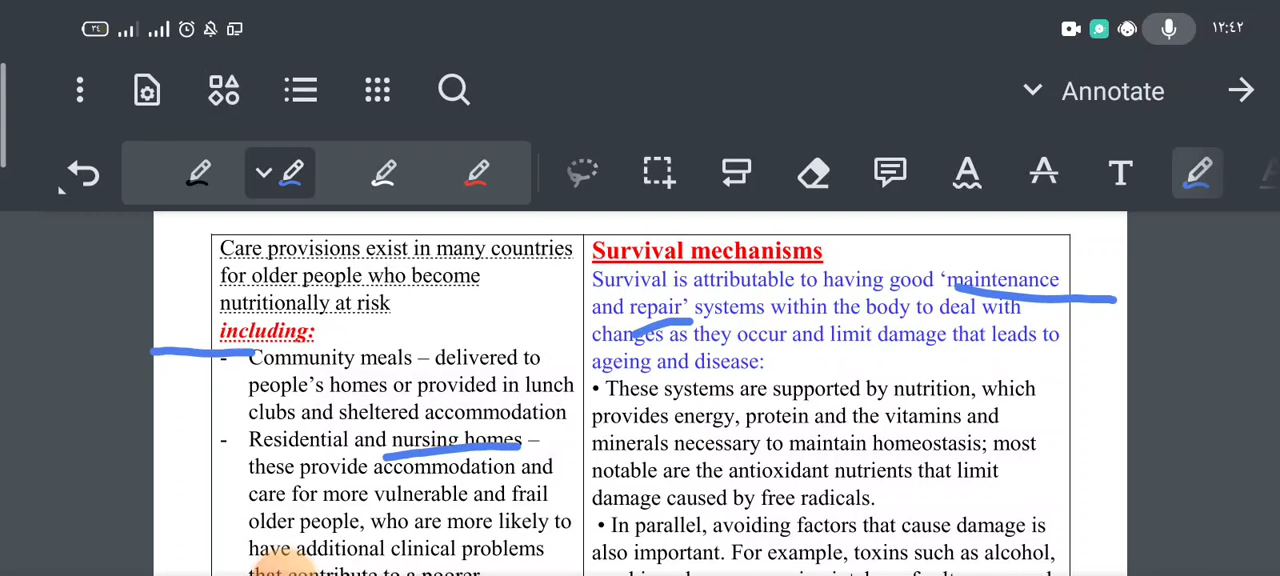 ٣٤
١٢:٤٢
Annotate
Care provisions exist in many countries
for older people who become
nutritionally at risk
including:
- Community meals – delivered to
people’s homes or provided in lunch
clubs and sheltered accommodation
- Residential and nursing homes –
these provide accommodation and
care for more vulnerable and frail
older people, who are more likely to
have additional clinical problems
that contribute to a poorer
Survival mechanisms
Survival is attributable to having good ‘maintenance
and repair’ systems within the body to deal with
changes as they occur and limit damage that leads to
ageing and disease:
• These systems are supported by nutrition, which
provides energy, protein and the vitamins and
minerals necessary to maintain homeostasis; most
notable are the antioxidant nutrients that limit
damage caused by free radicals.
• In parallel, avoiding factors that cause damage is
also important. For example, toxins such as alcohol,